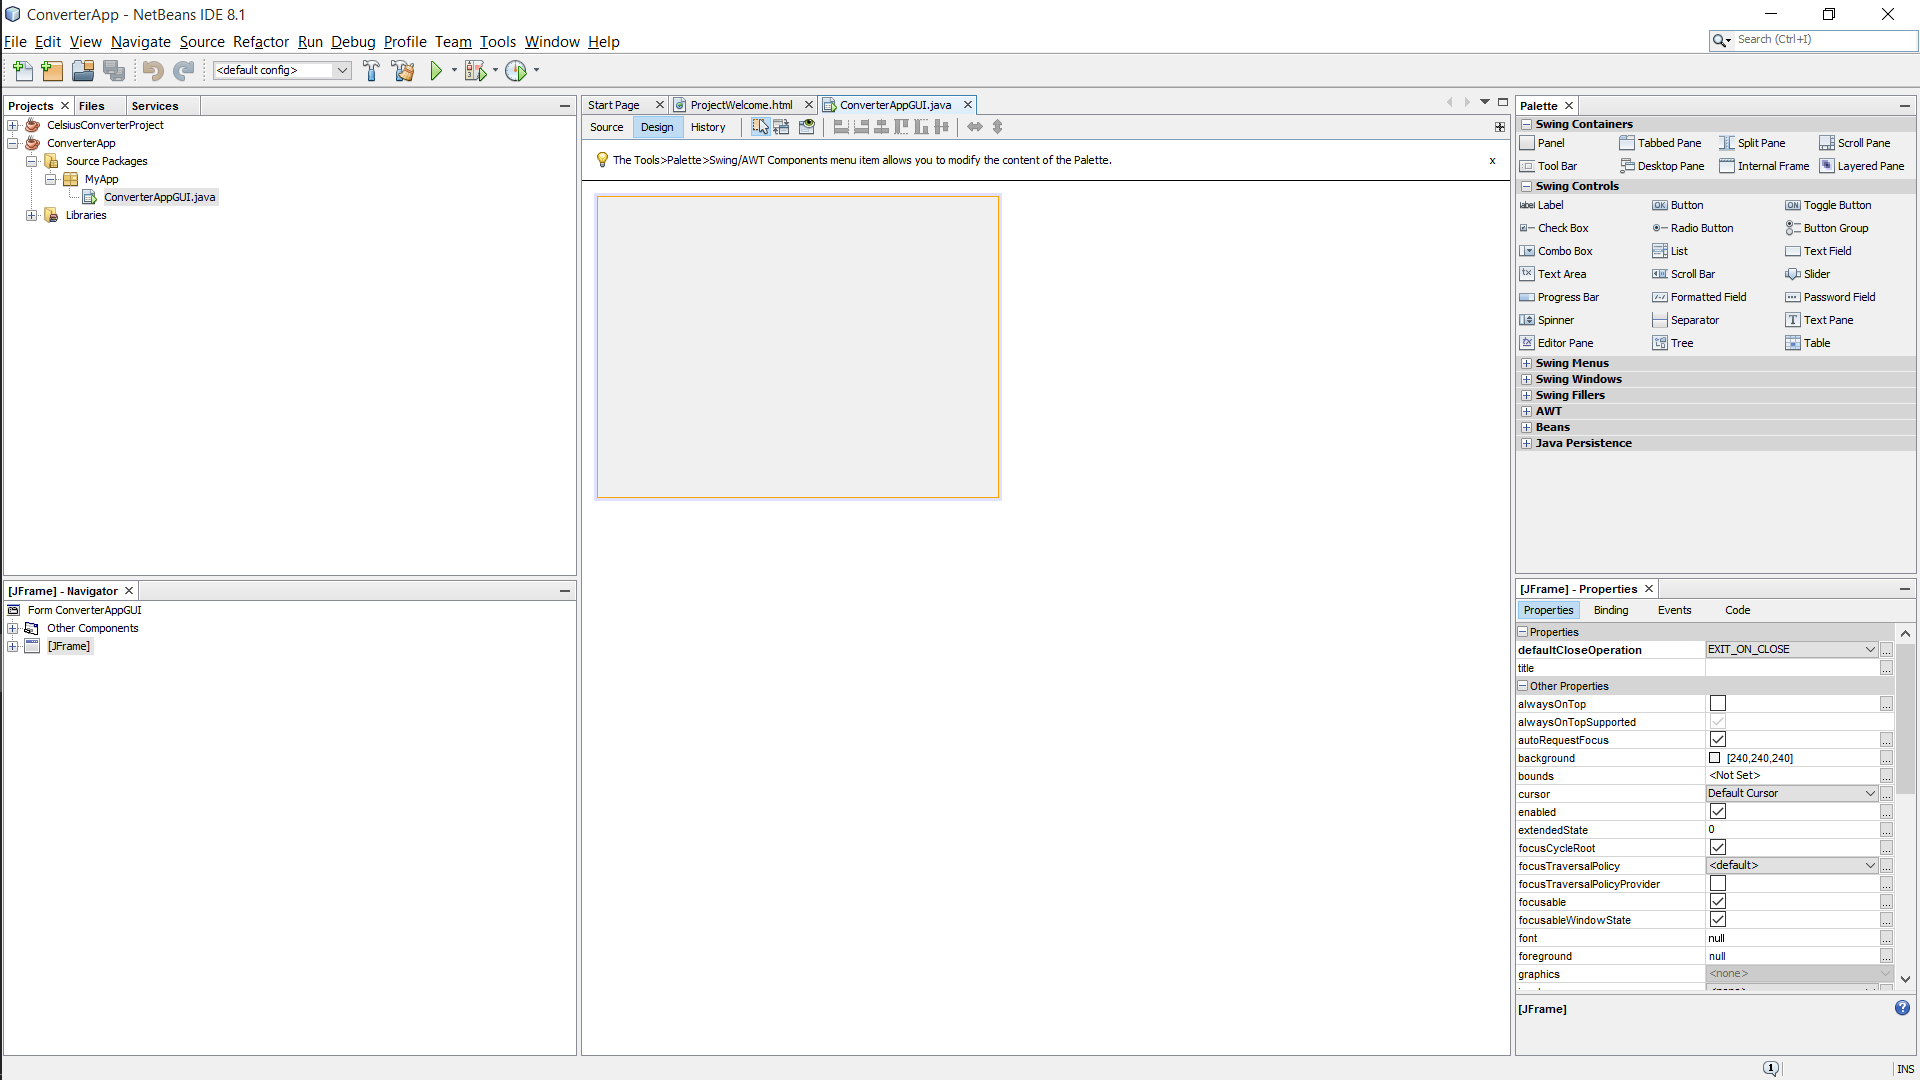 ConverterApp - NetBeans IDE 8.1
File Edit View Navigate Source Refactor Run Debug Profile Team Tools Window Help
Search (Ctrl+I)
<default config>
Projects Files Services
CelsiusConverterProject
ConverterApp
Source Packages
MyApp
ConverterAppGUI.java
Libraries
[JFrame] - Navigator
Form ConverterAppGUI
Other Components
[JFrame]
Start Page ProjectWelcome.html ConverterAppGUI.java
Source Design History
The Tools>Palette>Swing/AWT Components menu item allows you to modify the content of the Palette. x
Palette
Swing Containers
Panel Tabbed Pane Split Pane Scroll Pane
Tool Bar Desktop Pane Internal Frame Layered Pane
Swing Controls
label Label OK Button ON Toggle Button
Check Box Radio Button Button Group
Combo Box List Text Field
Text Area Scroll Bar Slider
Progress Bar Formatted Field Password Field
Spinner Separator Text Pane
Editor Pane Tree Table
Swing Menus
Swing Windows
Swing Fillers
AWT
Beans
Java Persistence
[JFrame] - Properties
Properties Binding Events Code
Properties
defaultCloseOperation EXIT_ON_CLOSE ...
title ...
Other Properties
alwaysOnTop ...
alwaysOnTopSupported
autoRequestFocus ...
background [240,240,240] ...
bounds <Not Set> ...
cursor Default Cursor ...
enabled ...
extendedState 0 ...
focusCycleRoot ...
focusTraversalPolicy <default> ...
focusTraversalPolicyProvider ...
focusable ...
focusableWindowState ...
font null ...
foreground null ...
graphics <none>
[JFrame]
1 INS